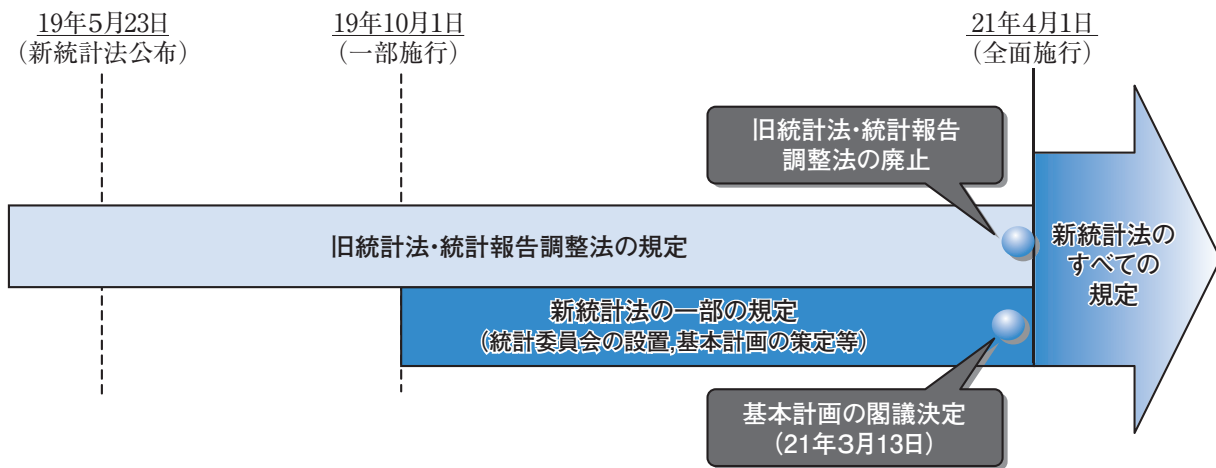 19年5月23日
（新統計法公布）
19年10月1日
（一部施行）
21年4月1日
（全面施行）
旧統計法・統計報告
調整法の廃止
旧統計法・統計報告調整法の規定
新統計法の
すべての
規定
新統計法の一部の規定
（統計委員会の設置,基本計画の策定等）
基本計画の閣議決定
（21年3月13日）